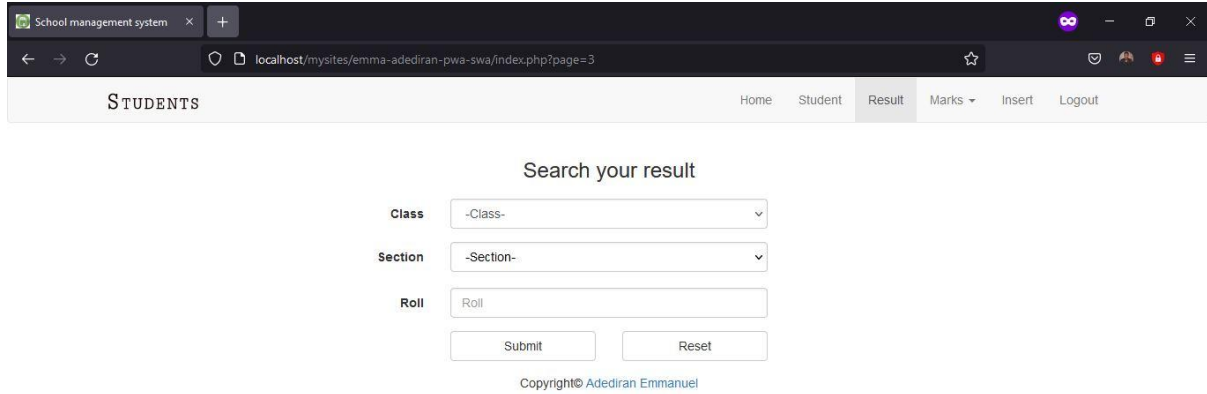 School management system
localhost/mysites/emma-adediran-pwa-swa/index.php?page=3
STUDENTS Home Student Result Marks Insert Logout
Search your result
Class -Class-
Section -Section-
Roll Roll
Submit Reset
Copyright© Adediran Emmanuel